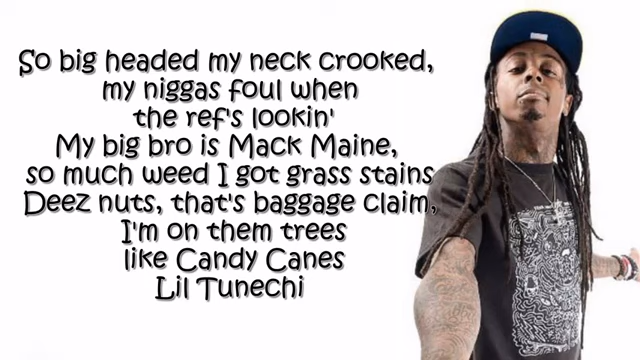 So big headed my neck crooked,
my niggas foul when
the ref's lookin'
My big bro is Mack Maine,
so much weed I got grass stains
Deez nuts, that's baggage claim,
I'm on them trees
like Candy Canes
Lil Tunechi